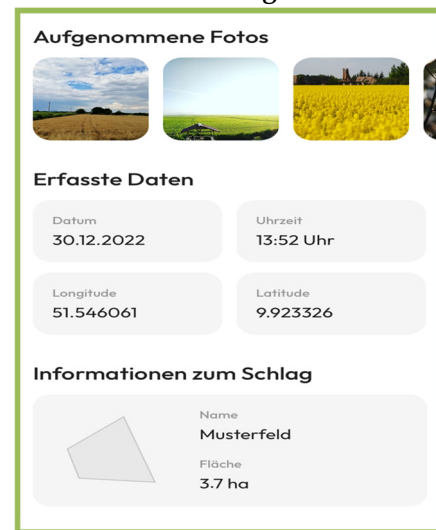 Aufgenommene Fotos
Erfasste Daten
Datum
30.12.2022
Uhrzeit
13:52 Uhr
Longitude
51.546061
Latitude
9.923326
Informationen zum Schlag
Name
Musterfeld
Fläche
3.7 ha